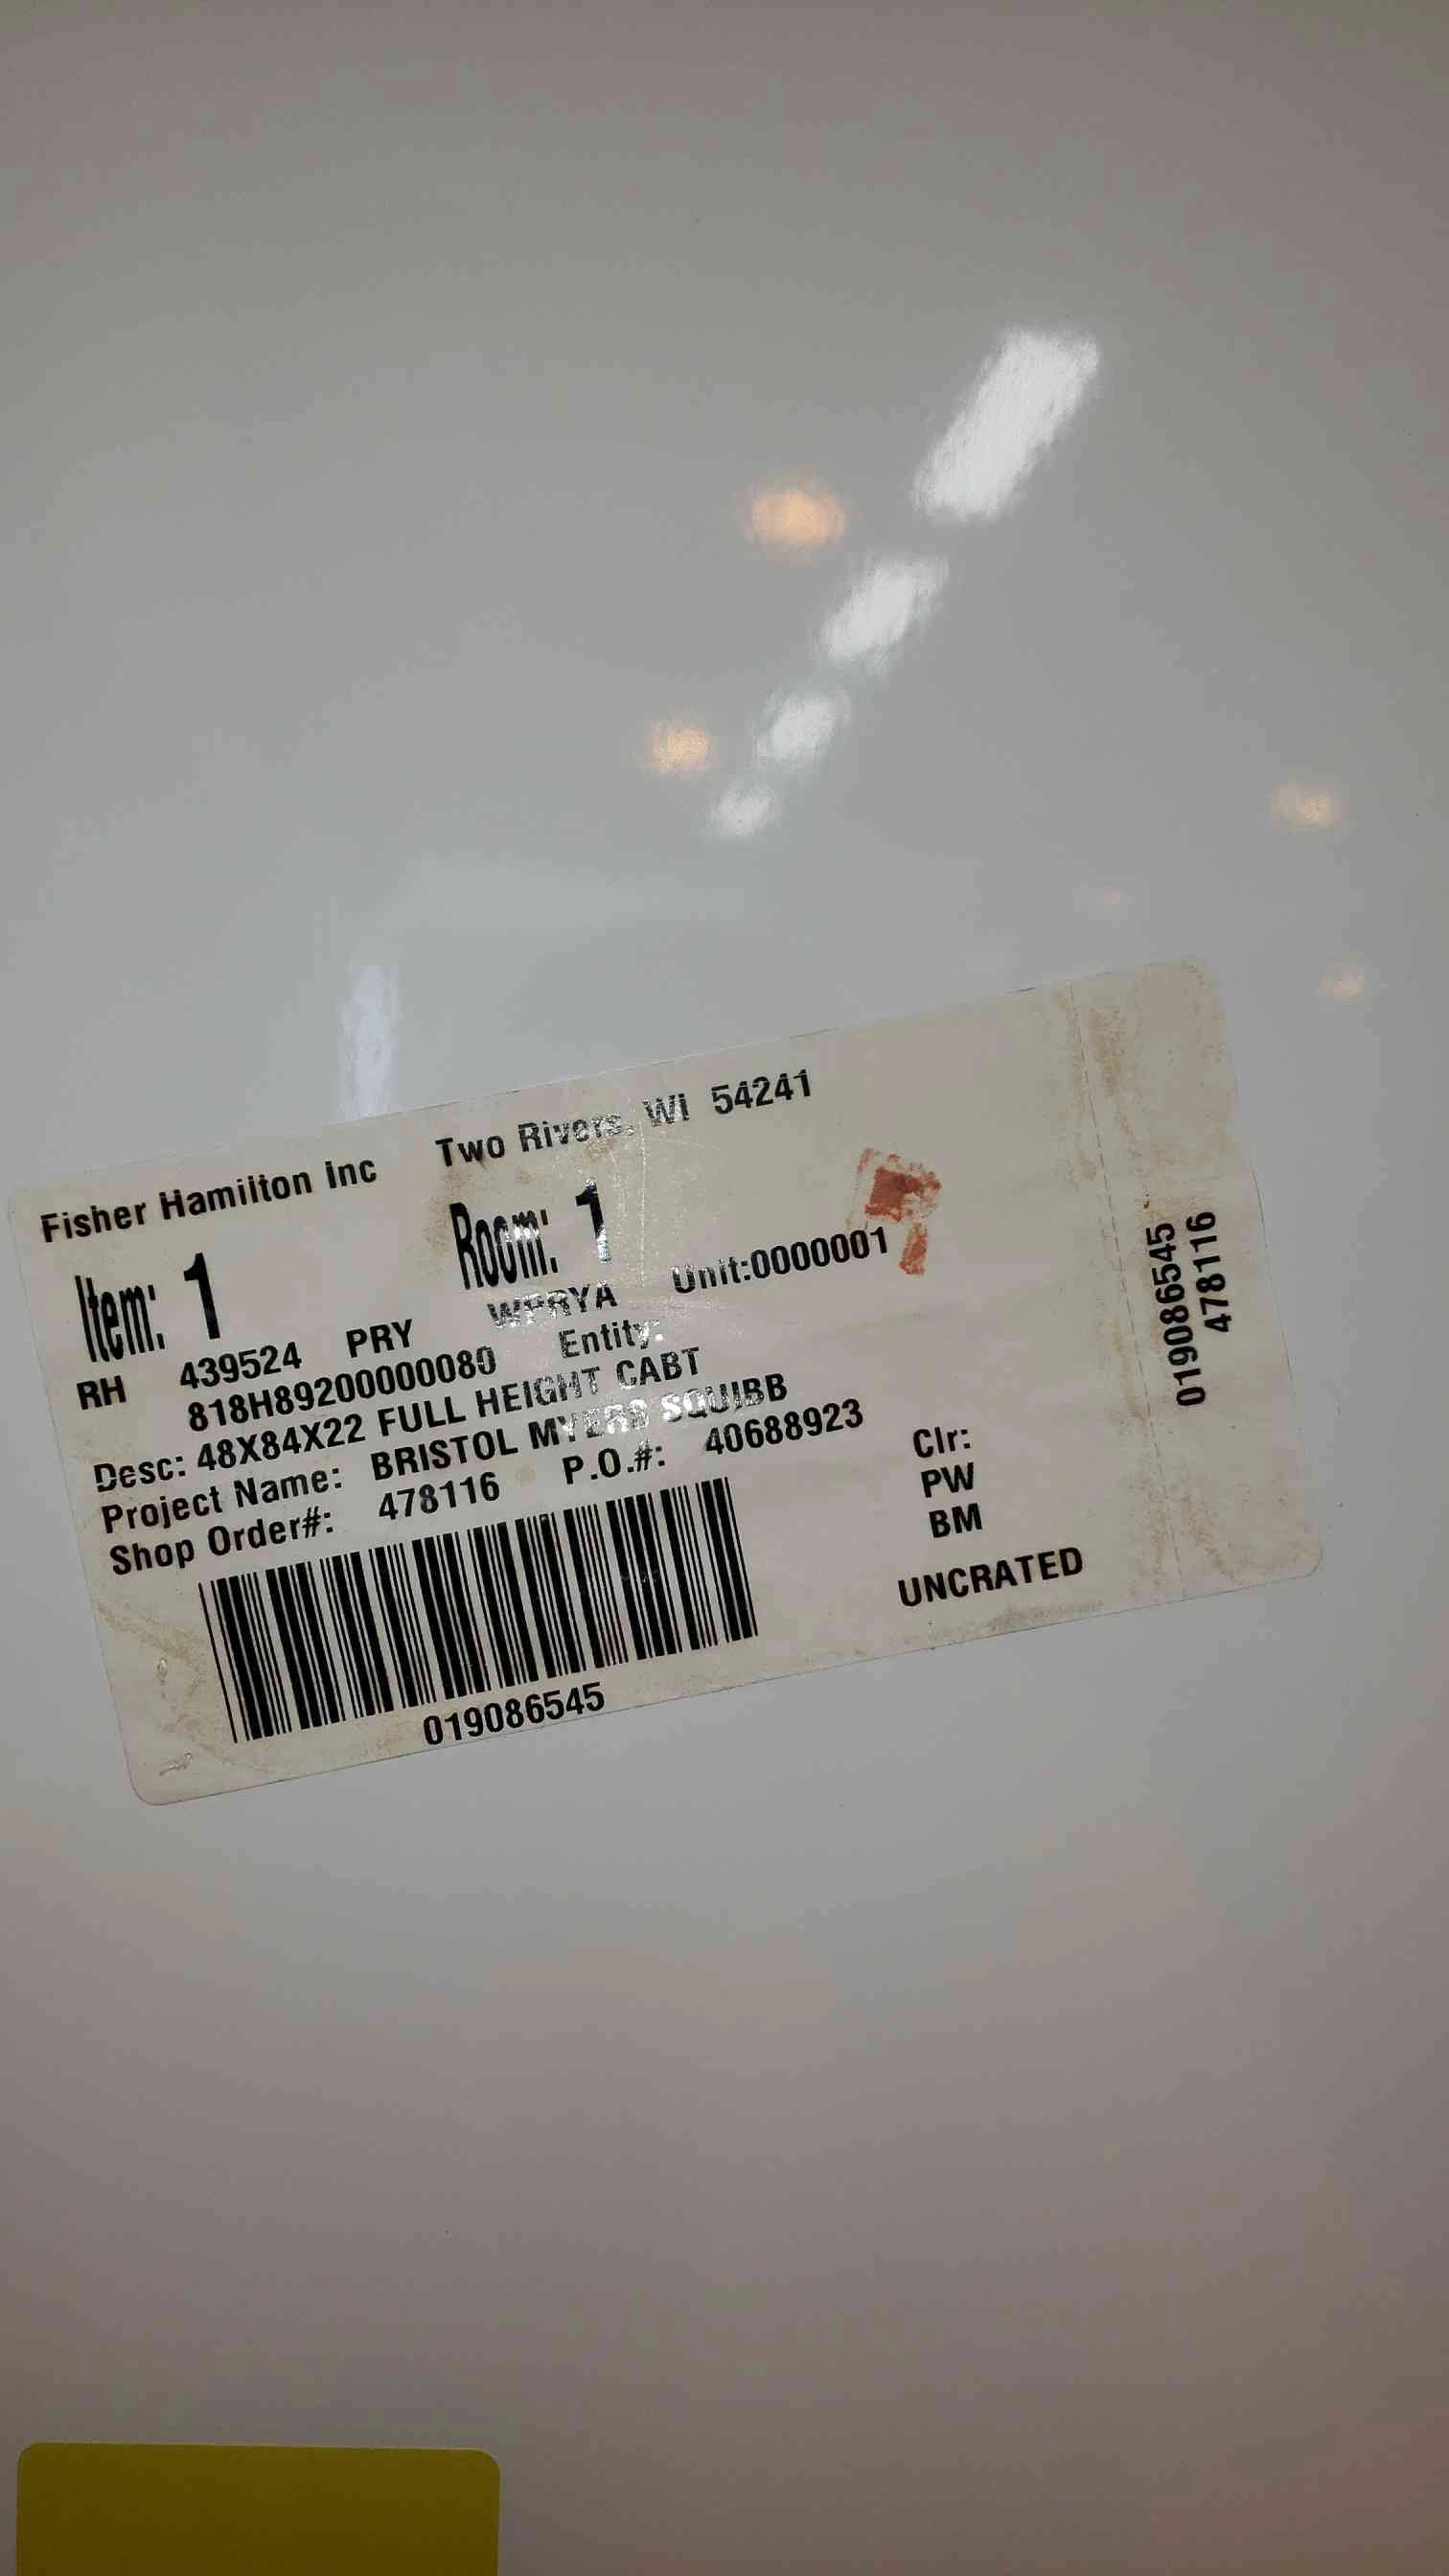 Fisher Hamilton Inc Two Rivers, WI 54241
Item: 1 Room: 1
RH 439524 PRY WPRYA Unit:0000001
818H89200000080 Entity:
Desc: 48X84X22 FULL HEIGHT CABT
Project Name: BRISTOL MYERS SQUIBB
Shop Order#: 478116 P.O.#: 40688923
Clr:
PW
BM
UNCRATED
019086545
019086545
478116